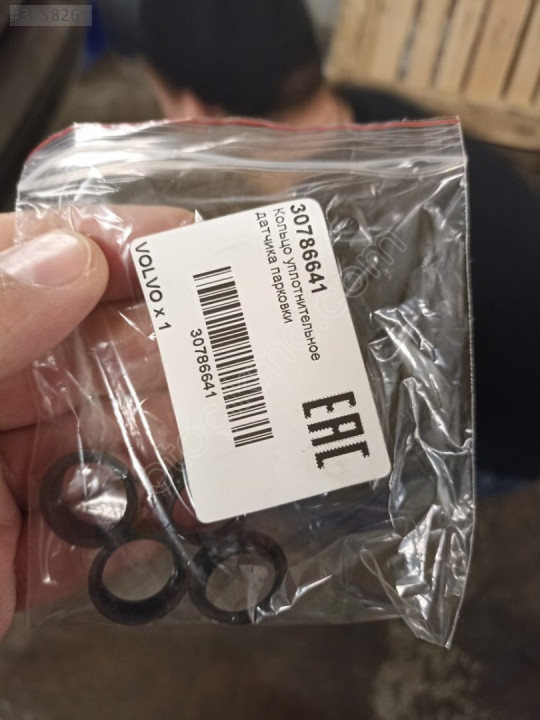 30786641
Кольцо уплотнительное
датчика парковки
30786641
VOLVO x 1
EAC